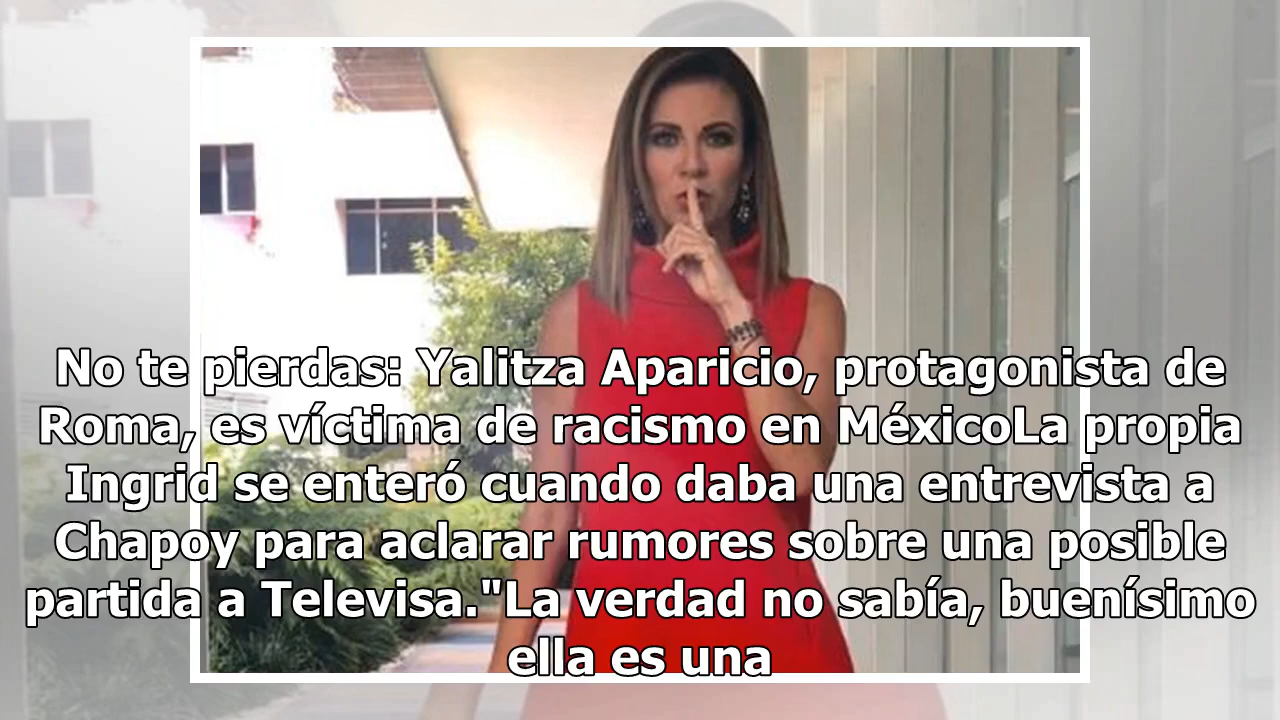 No te pierdas: Yalitza Aparicio, protagonista de
Roma, es víctima de racismo en MéxicoLa propia
Ingrid se enteró cuando daba una entrevista a
Chapoy para aclarar rumores sobre una posible
partida a Televisa."La verdad no sabía, buenísimo
ella es una